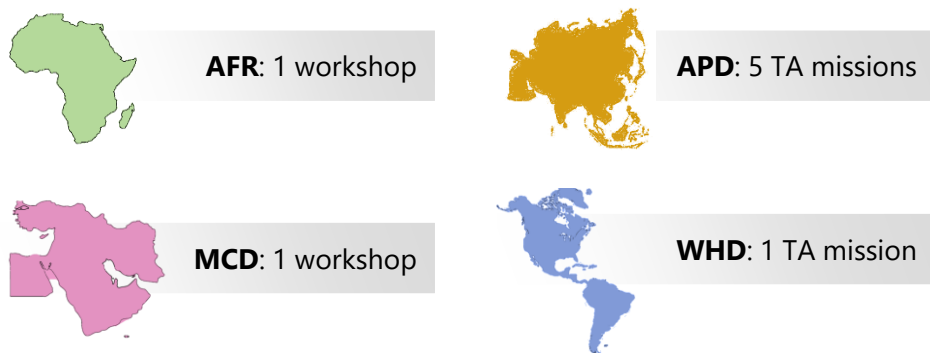 AFR: 1 workshop
APD: 5 TA missions
MCD: 1 workshop
WHD: 1 TA mission